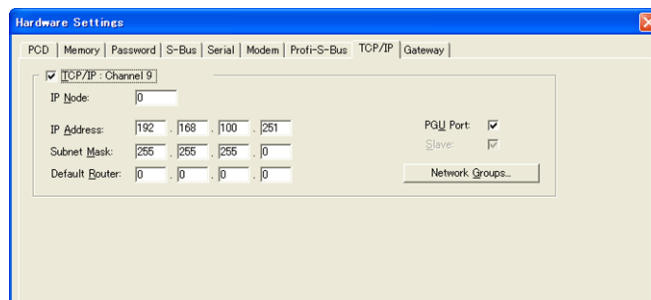 Hardware Settings
PCD Memory Password S-Bus Serial Modem Profi-S-Bus TCP/IP Gateway
TCP/IP : Channel 9
IP Node: 0
IP Address: 192 . 168 . 100 . 251 PGU Port:
Subnet Mask: 255 . 255 . 255 . 0 Slave:
Default Router: 0 . 0 . 0 . 0 Network Groups...